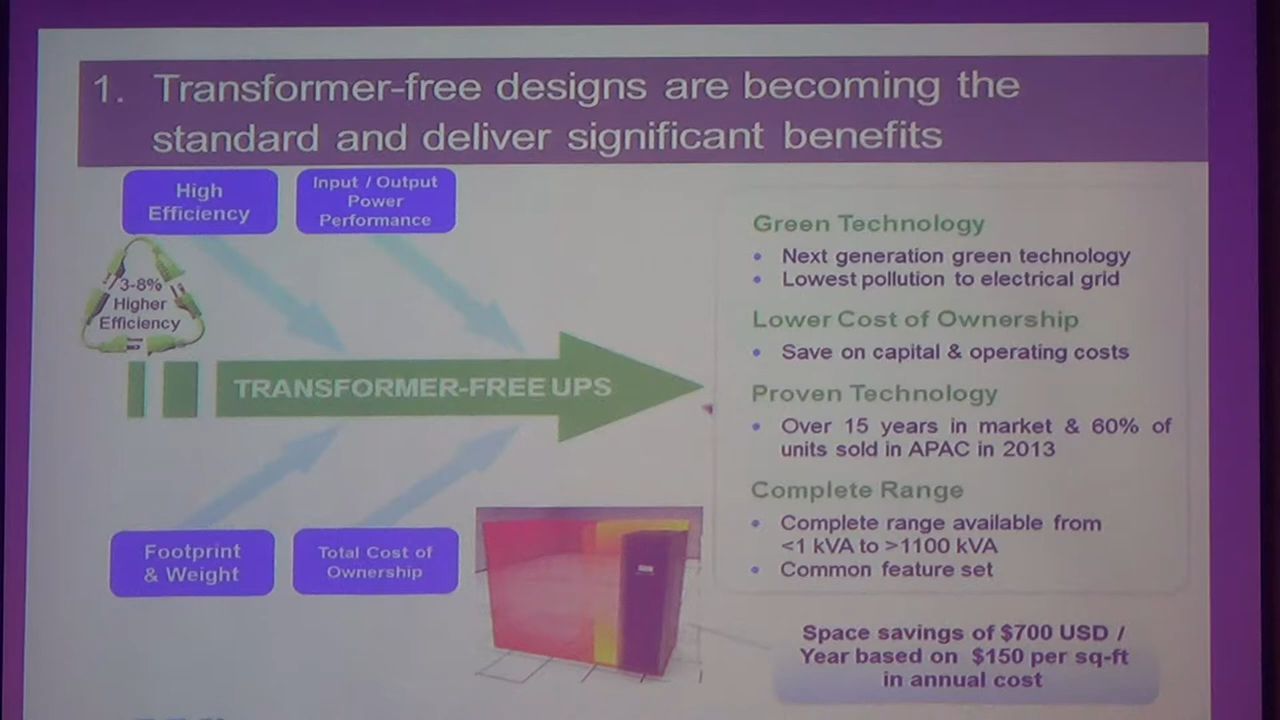 1. Transformer-free designs are becoming the
standard and deliver significant benefits
High
Efficiency
Input / Output
Power
Performance
3-8%
Higher
Efficiency
TRANSFORMER-FREE UPS
Footprint
& Weight
Total Cost of
Ownership
Green Technology
• Next generation green technology
• Lowest pollution to electrical grid
Lower Cost of Ownership
• Save on capital & operating costs
Proven Technology
• Over 15 years in market & 60% of
units sold in APAC in 2013
Complete Range
• Complete range available from
<1 kVA to >1100 kVA
• Common feature set
Space savings of $700 USD /
Year based on $150 per sq-ft
in annual cost